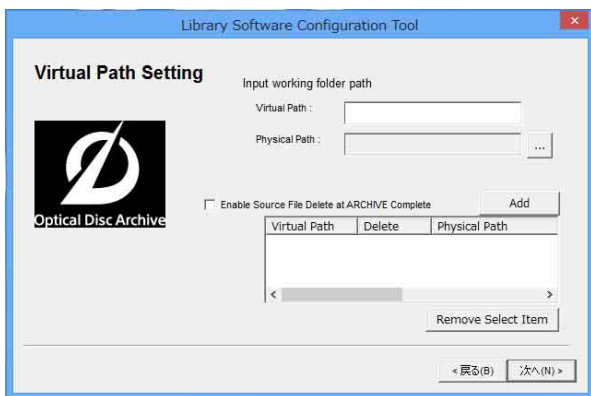 Library Software Configuration Tool
Virtual Path Setting
Input working folder path
Virtual Path :
Physical Path :
...
Optical Disc Archive
Enable Source File Delete at ARCHIVE Complete
Add
Virtual Path Delete Physical Path
Remove Select Item
<戻る(B) 次へ(N)>